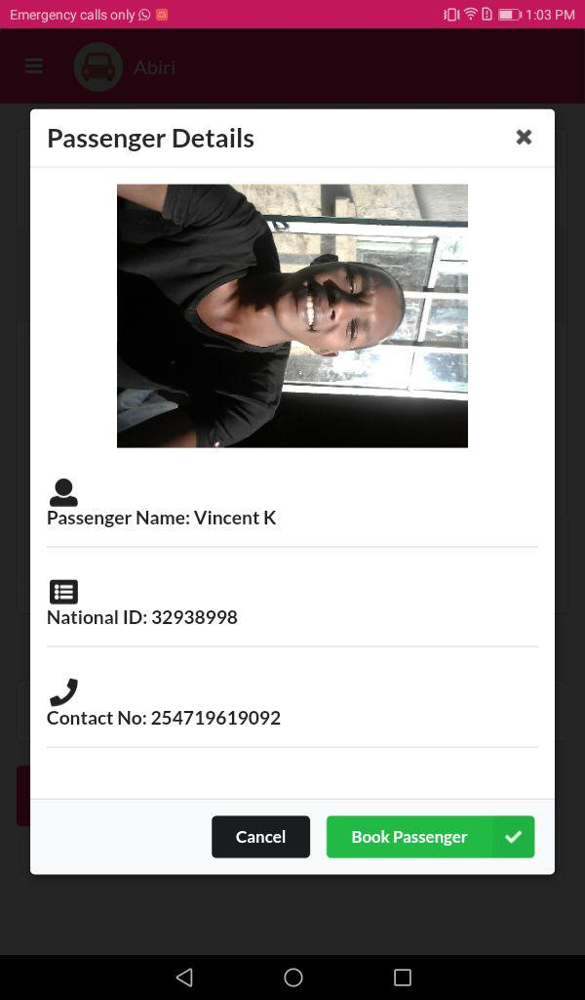 Emergency calls only
1:03 PM
Abiri
Passenger Details
Passenger Name: Vincent K
National ID: 32938998
Contact No: 254719619092
Cancel
Book Passenger